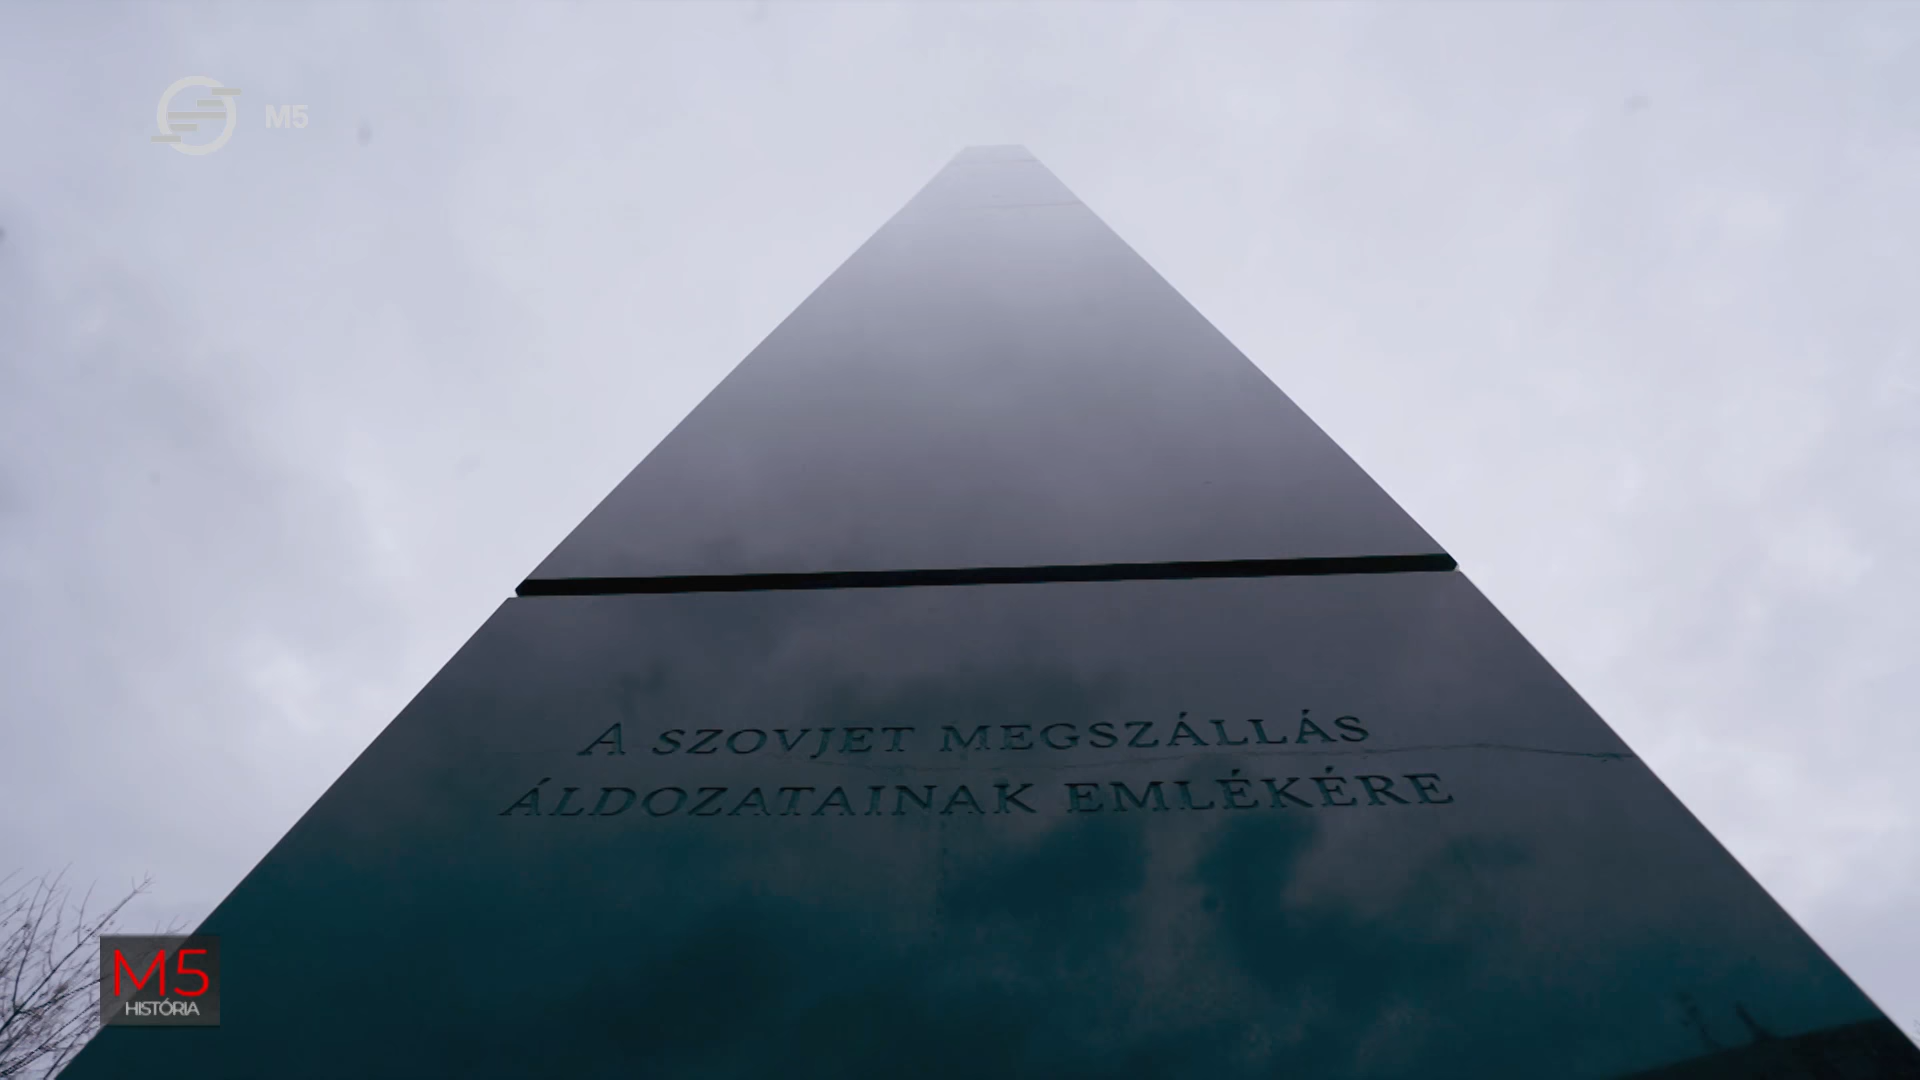 M5
A SZOVJET MEGSZÁLLÁS
ÁLDOZATAINAK EMLÉKÉRE
M5
HISTÓRIA